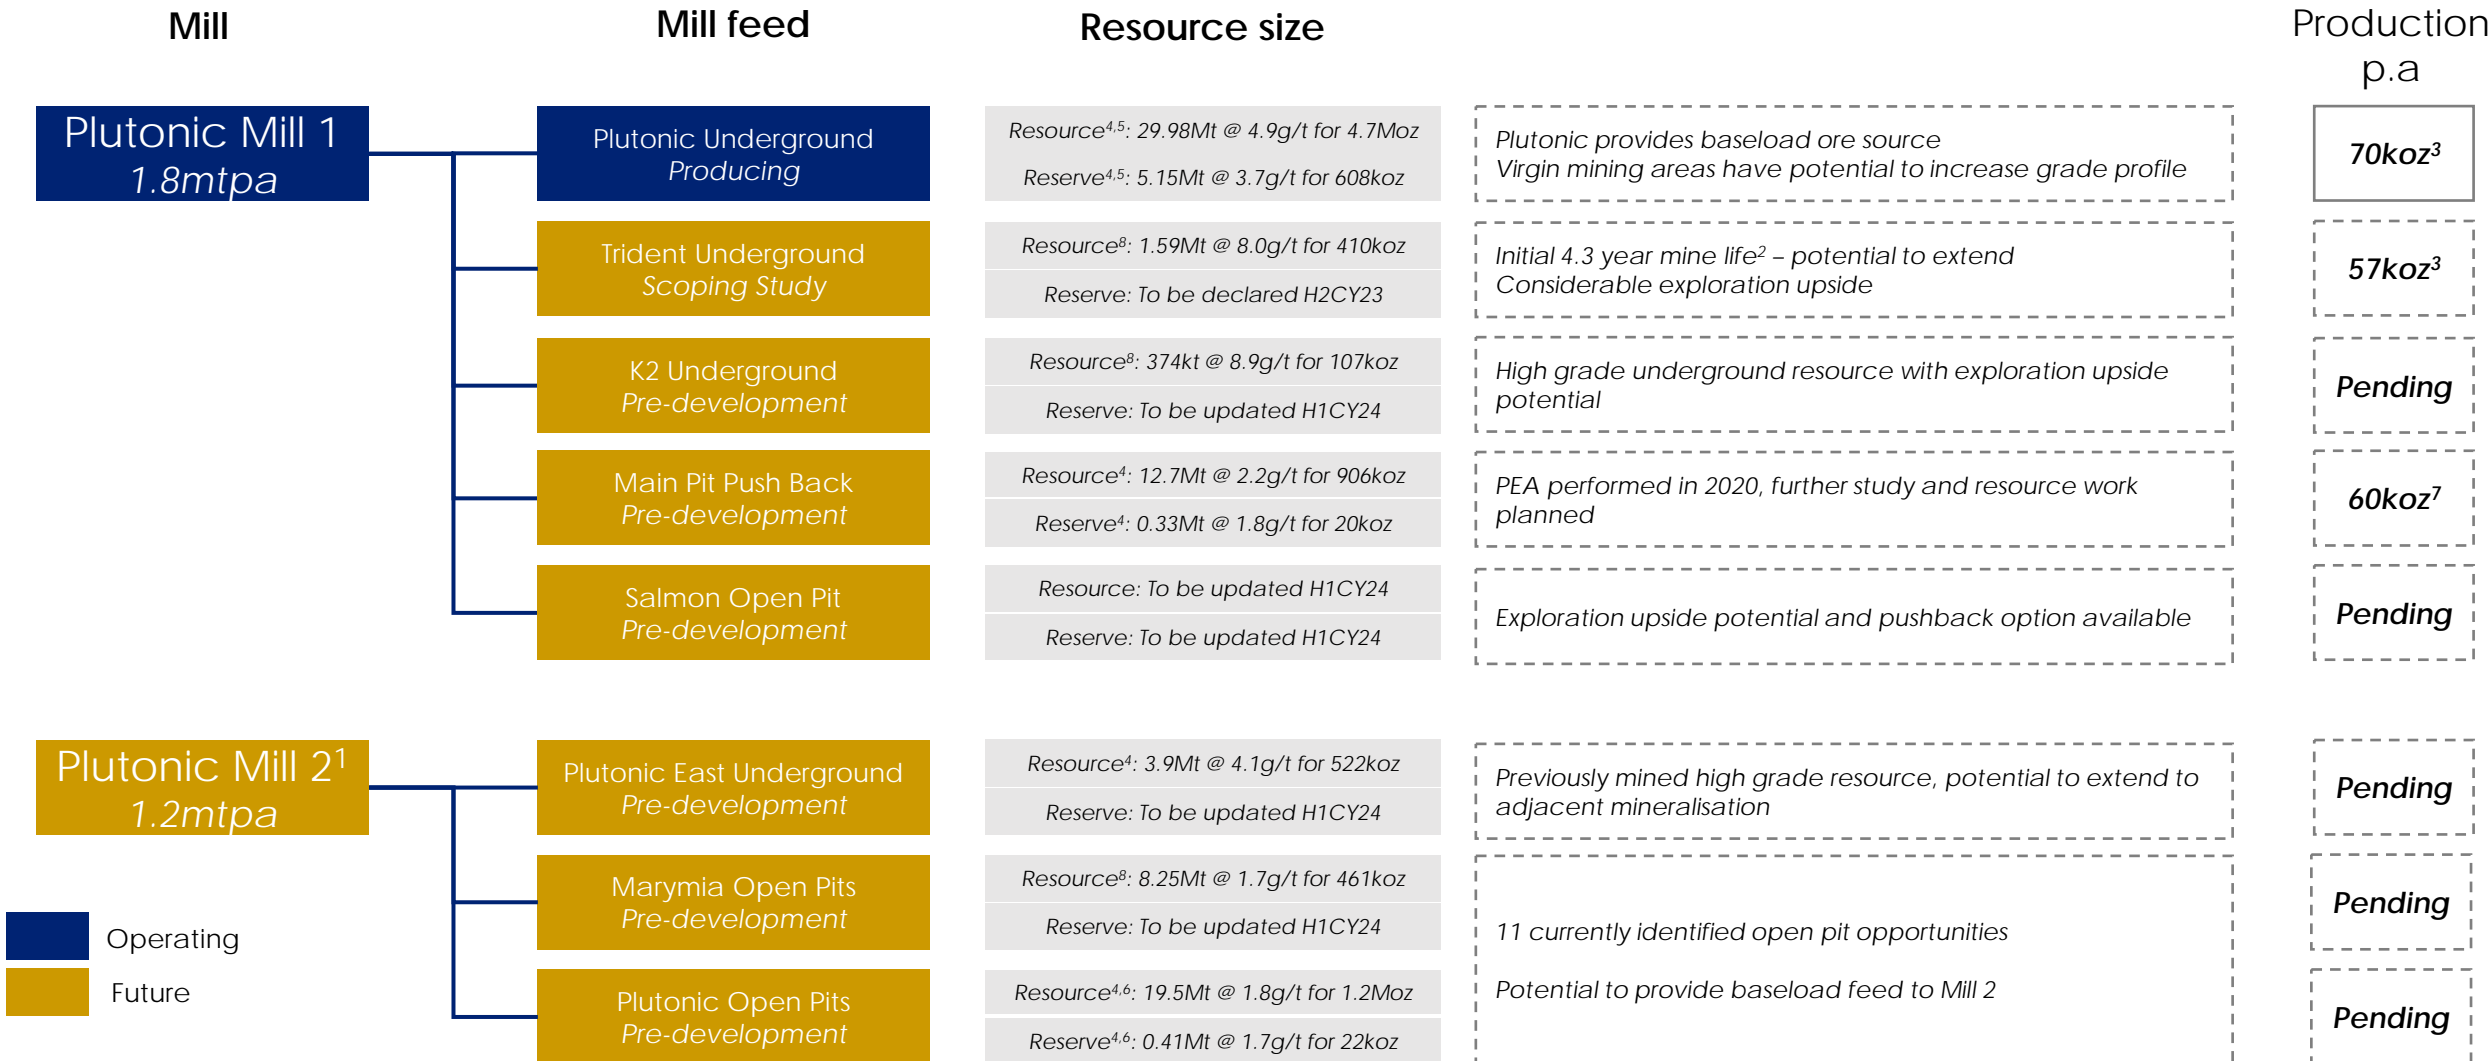 Mill
Mill feed
Resource size
Production
p.a
Plutonic Mill 1
1.8mtpa
Plutonic Underground
Producing
Resource4,5: 29.98Mt @ 4.9g/t for 4.7Moz
Reserve4,5: 5.15Mt @ 3.7g/t for 608koz
Plutonic provides baseload ore source
Virgin mining areas have potential to increase grade profile
70koz3
Trident Underground
Scoping Study
Resource8: 1.59Mt @ 8.0g/t for 410koz
Reserve: To be declared H2CY23
Initial 4.3 year mine life2 – potential to extend
Considerable exploration upside
57koz3
K2 Underground
Pre-development
Resource8: 374kt @ 8.9g/t for 107koz
Reserve: To be updated H1CY24
High grade underground resource with exploration upside
potential
Pending
Main Pit Push Back
Pre-development
Resource4: 12.7Mt @ 2.2g/t for 906koz
Reserve4: 0.33Mt @ 1.8g/t for 20koz
PEA performed in 2020, further study and resource work
planned
60koz7
Salmon Open Pit
Pre-development
Resource: To be updated H1CY24
Reserve: To be updated H1CY24
Exploration upside potential and pushback option available
Pending
Plutonic Mill 21
1.2mtpa
Plutonic East Underground
Pre-development
Resource4: 3.9Mt @ 4.1g/t for 522koz
Reserve: To be updated H1CY24
Previously mined high grade resource, potential to extend to
adjacent mineralisation
Pending
Marymia Open Pits
Pre-development
Resource8: 8.25Mt @ 1.7g/t for 461koz
Reserve: To be updated H1CY24
11 currently identified open pit opportunities
Potential to provide baseload feed to Mill 2
Pending
Plutonic Open Pits
Pre-development
Resource4,6: 19.5Mt @ 1.8g/t for 1.2Moz
Reserve4,6: 0.41Mt @ 1.7g/t for 22koz
Pending
Operating
Future